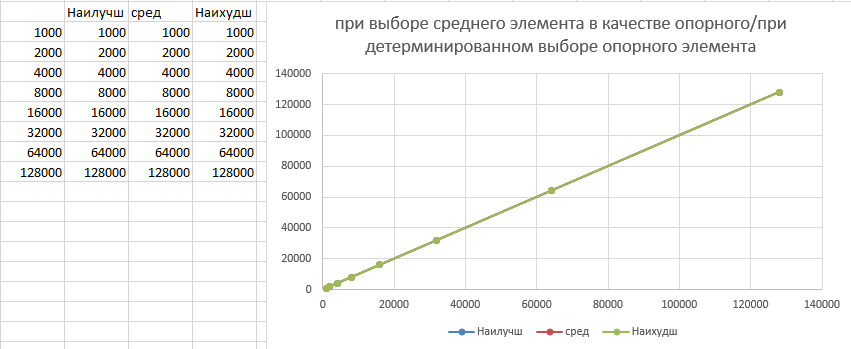 Наилучш сред Наихудш
1000 1000 1000 1000
2000 2000 2000 2000
4000 4000 4000 4000
8000 8000 8000 8000
16000 16000 16000 16000
32000 32000 32000 32000
64000 64000 64000 64000
128000 128000 128000 128000
при выборе среднего элемента в качестве опорного/при
детерминированном выборе опорного элемента
140000
120000
100000
80000
60000
40000
20000
0
0 20000 40000 60000 80000 100000 120000 140000
Наилучш сред Наихудш